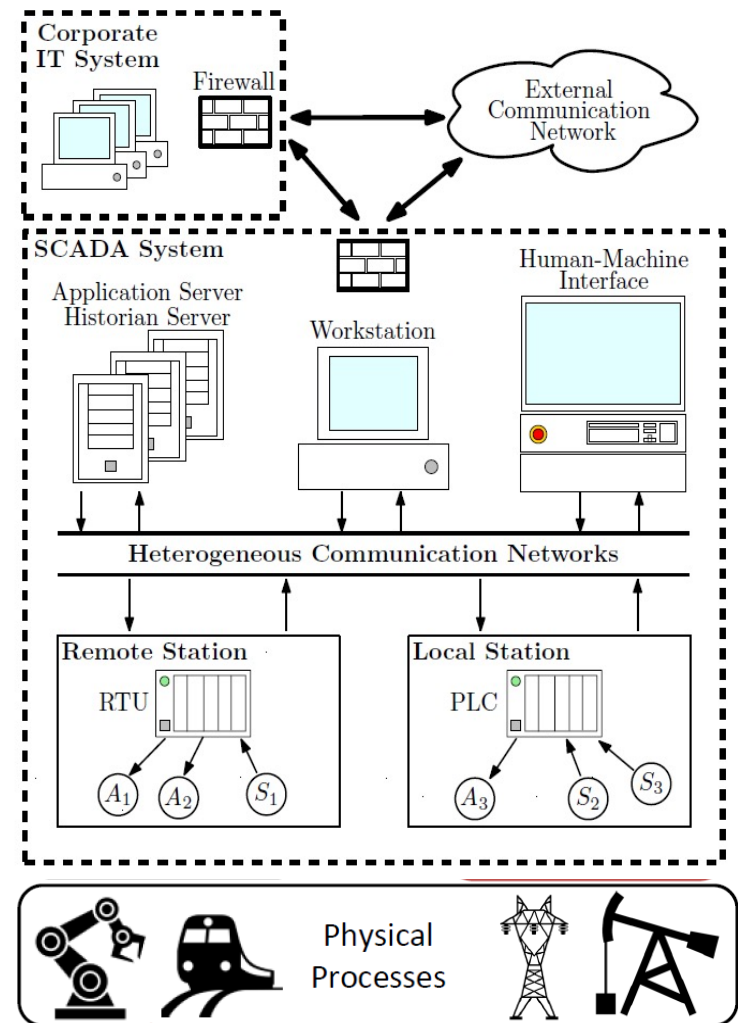 Corporate
IT System
Firewall
External
Communication
Network
SCADA System
Application Server
Historian Server
Workstation
Human-Machine
Interface
Heterogeneous Communication Networks
Remote Station
RTU
A₁
A₂
S₁
Local Station
PLC
A₃
S₂
S₃
Physical
Processes